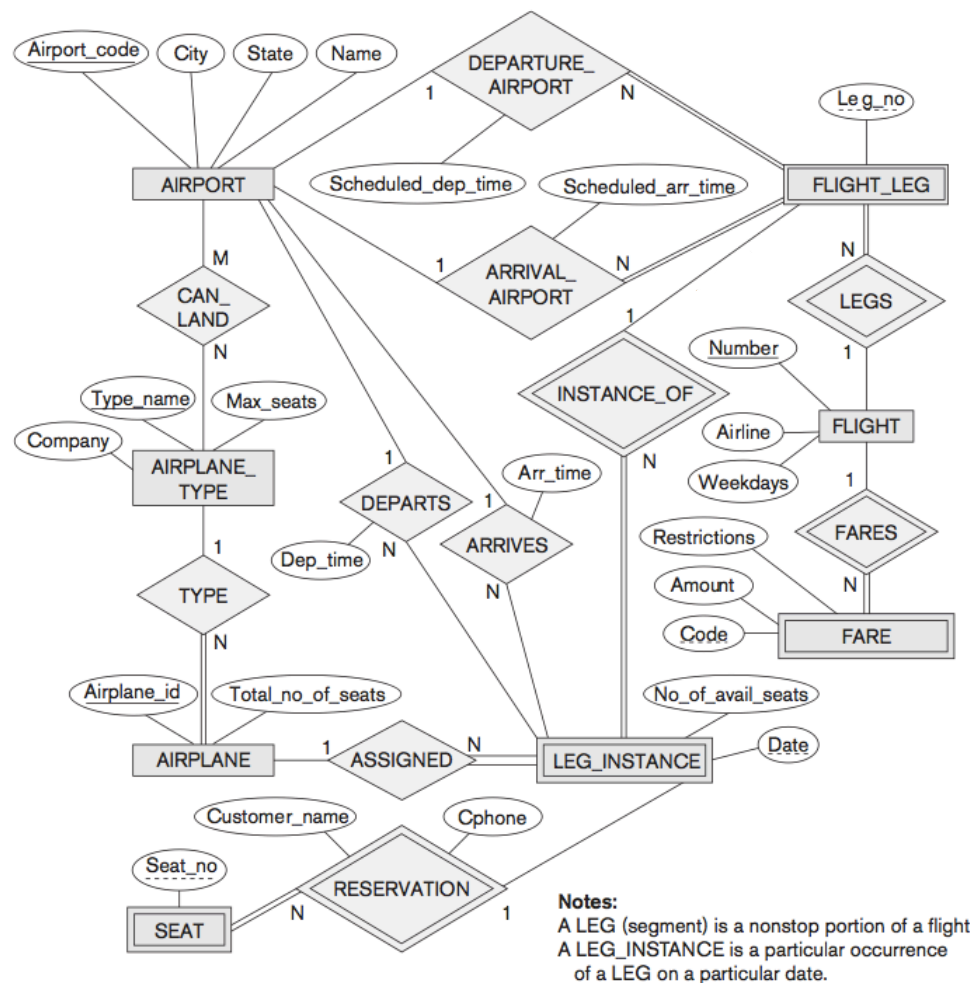 Airport_code
City
State
Name
DEPARTURE_
AIRPORT
1
N
Leg_no
AIRPORT
Scheduled_dep_time
Scheduled_arr_time
FLIGHT_LEG
M
1
ARRIVAL_
AIRPORT
N
N
CAN_
LAND
LEGS
N
1
1
Number
Type_name
Max_seats
INSTANCE_OF
Company
Airline
FLIGHT
AIRPLANE_
TYPE
1
N
Weekdays
1
Arr_time
1
DEPARTS
1
ARRIVES
Restrictions
FARES
Dep_time
N
TYPE
N
Amount
N
N
Code
FARE
Airplane_id
Total_no_of_seats
No_of_avail_seats
AIRPLANE
1
ASSIGNED
N
LEG_INSTANCE
Date
Customer_name
Cphone
Seat_no
RESERVATION
N
1
SEAT
Notes:
A LEG (segment) is a nonstop portion of a flight
A LEG_INSTANCE is a particular occurrence
of a LEG on a particular date.